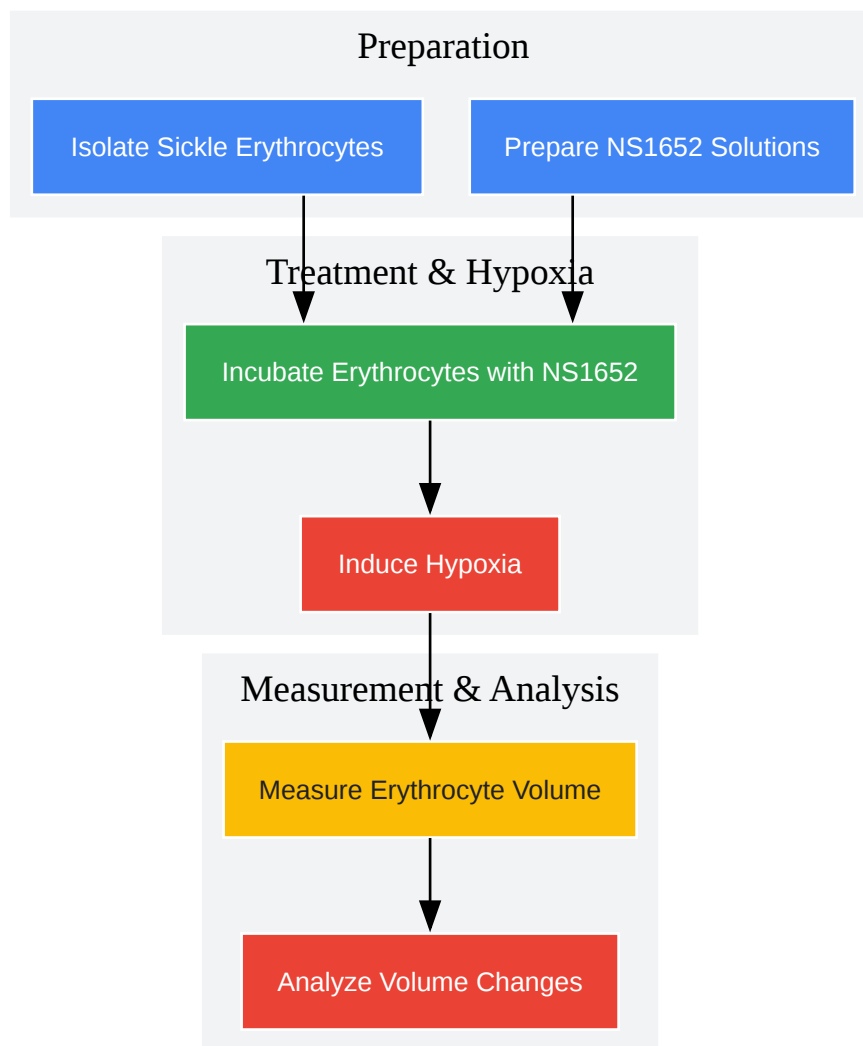 Preparation
Isolate Sickle Erythrocytes
Prepare NS1652 Solutions
Treatment & Hypoxia
Incubate Erythrocytes with NS1652
Induce Hypoxia
Measurement & Analysis
Measure Erythrocyte Volume
Analyze Volume Changes